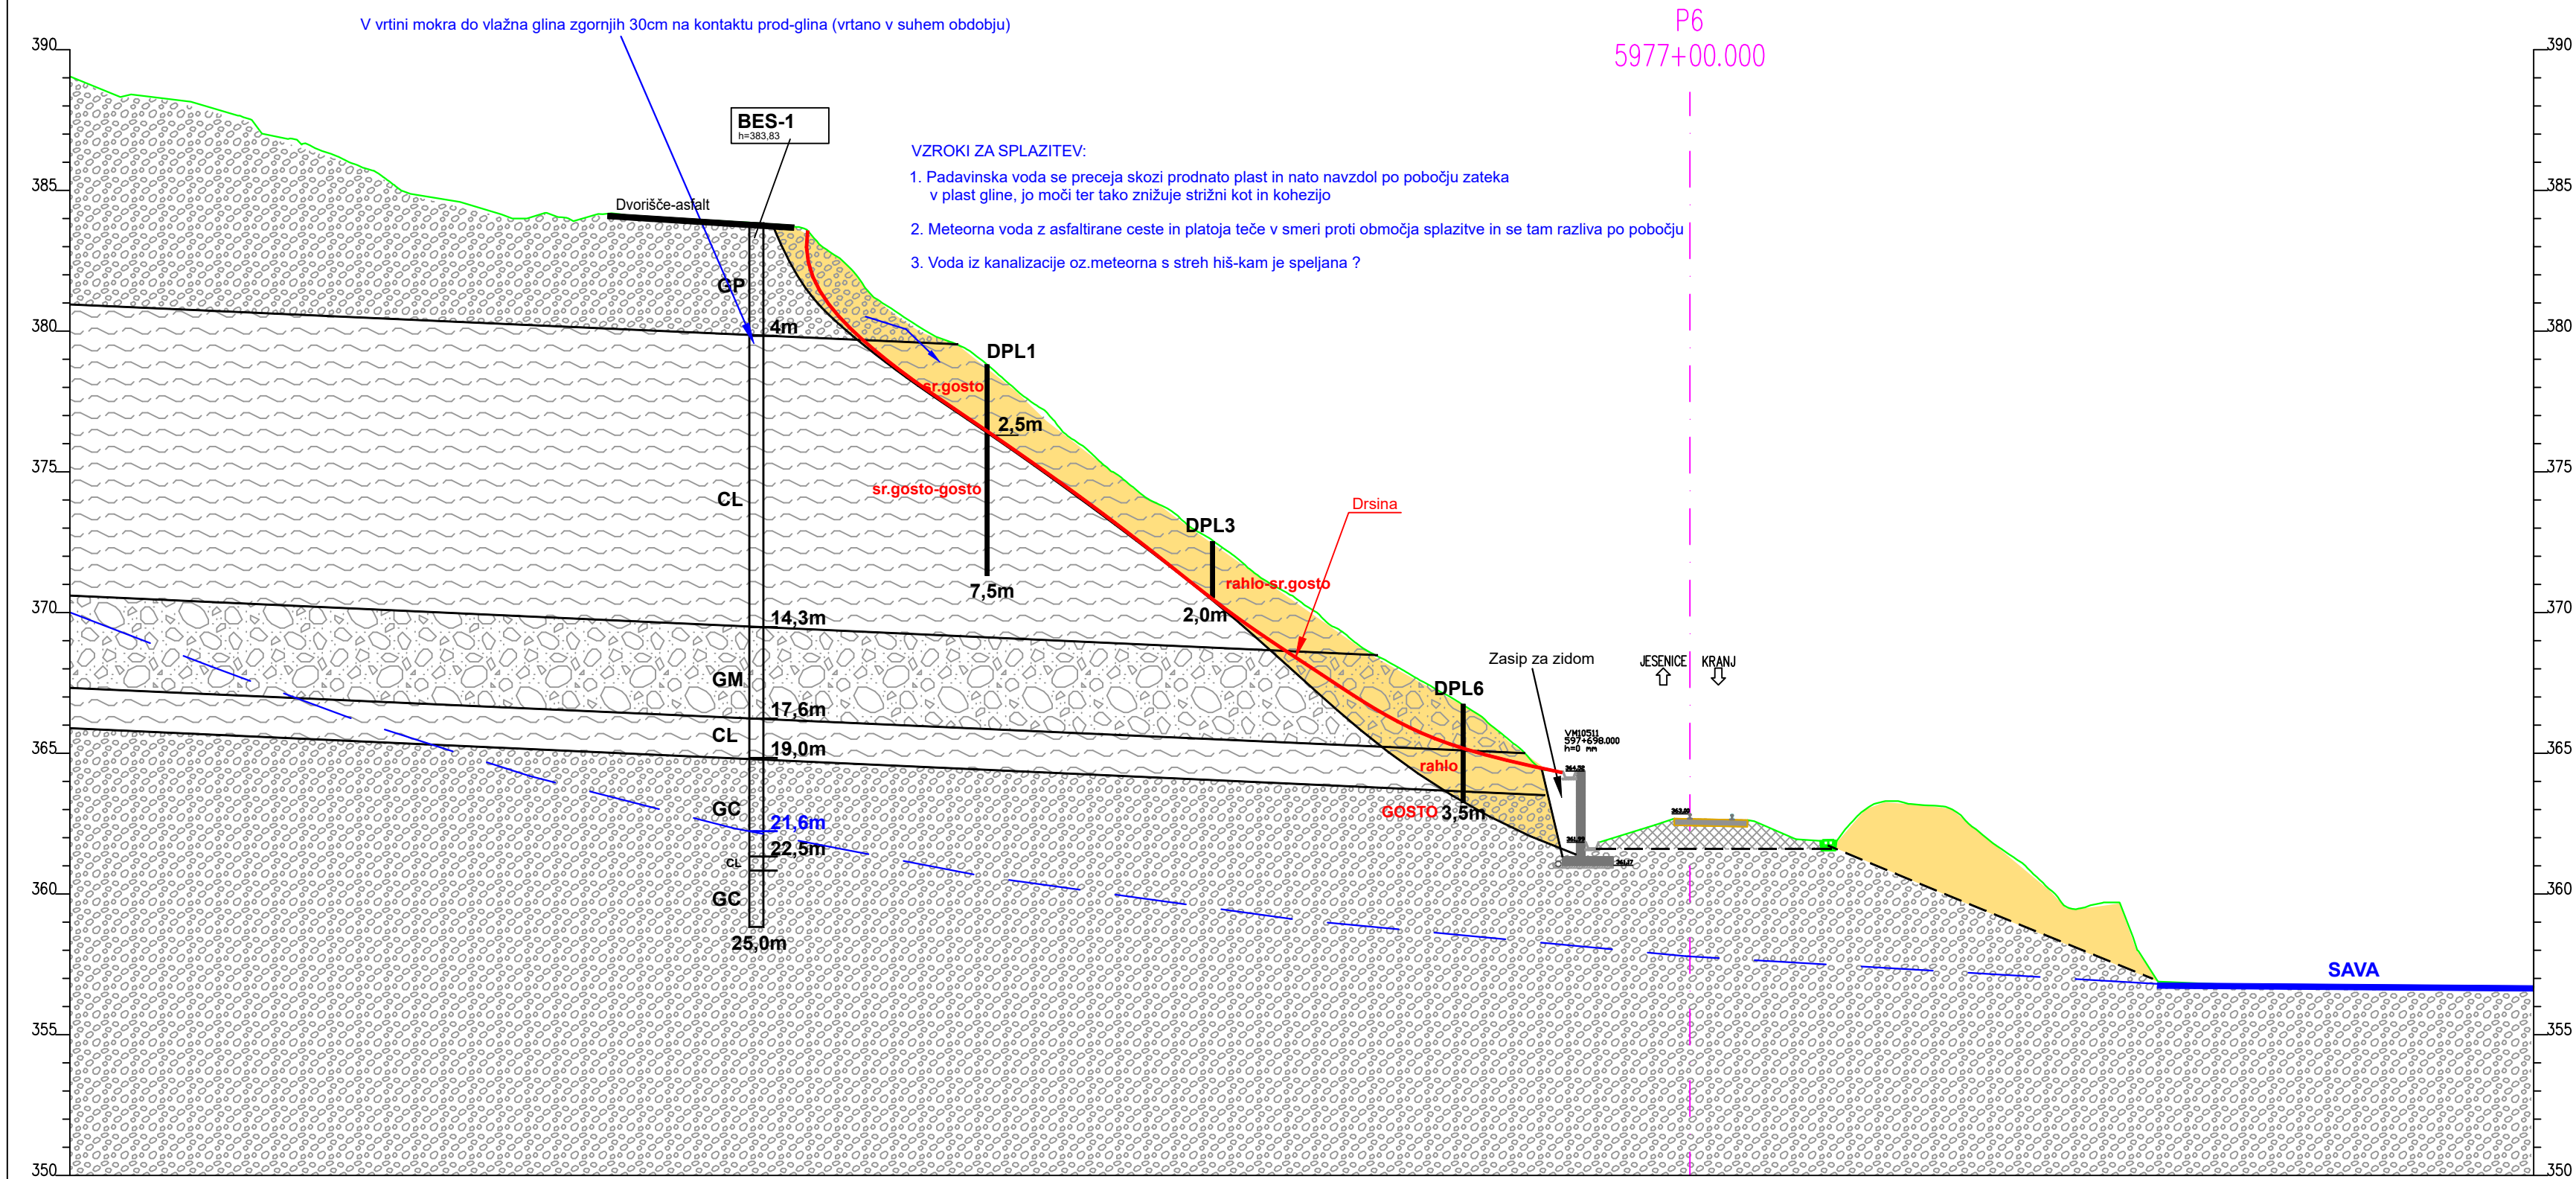 V vrtini mokra do vlažna glina zgornjih 30cm na kontaktu prod-glina (vrtano v suhem obdobju)
P6
5977+00.000
390
390
BES-1
h=383,83
VZROKI ZA SPLAZITEV:
1. Padavinska voda se preceja skozi prodnato plast in nato navzdol po pobočju zateka
v plast gline, jo moči ter tako znižuje strižni kot in kohezijo
2. Meteorna voda z asfaltirane ceste in platoja teče v smeri proti območja splazitve in se tam razliva po pobočju
3. Voda iz kanalizacije oz.meteorna s streh hiš-kam je speljana ?
385
385
Dvorišče-asfalt
GP
380
4m
380
DPL1
sr.gosto
2,5m
375
375
sr.gosto-gosto
CL
Drsina
DPL3
7,5m
rahlo-sr.gosto
370
14,3m
2,0m
370
Zasip za zidom
JESENICE
KRANJ
GM
DPL6
17,6m
CL
VM10511
597+698.000
h=0 mm
365
19,0m
rahlo
365
GC
21,6m
GOSTO
3,5m
22,5m
CL
360
GC
360
25,0m
SAVA
355
355
350
350